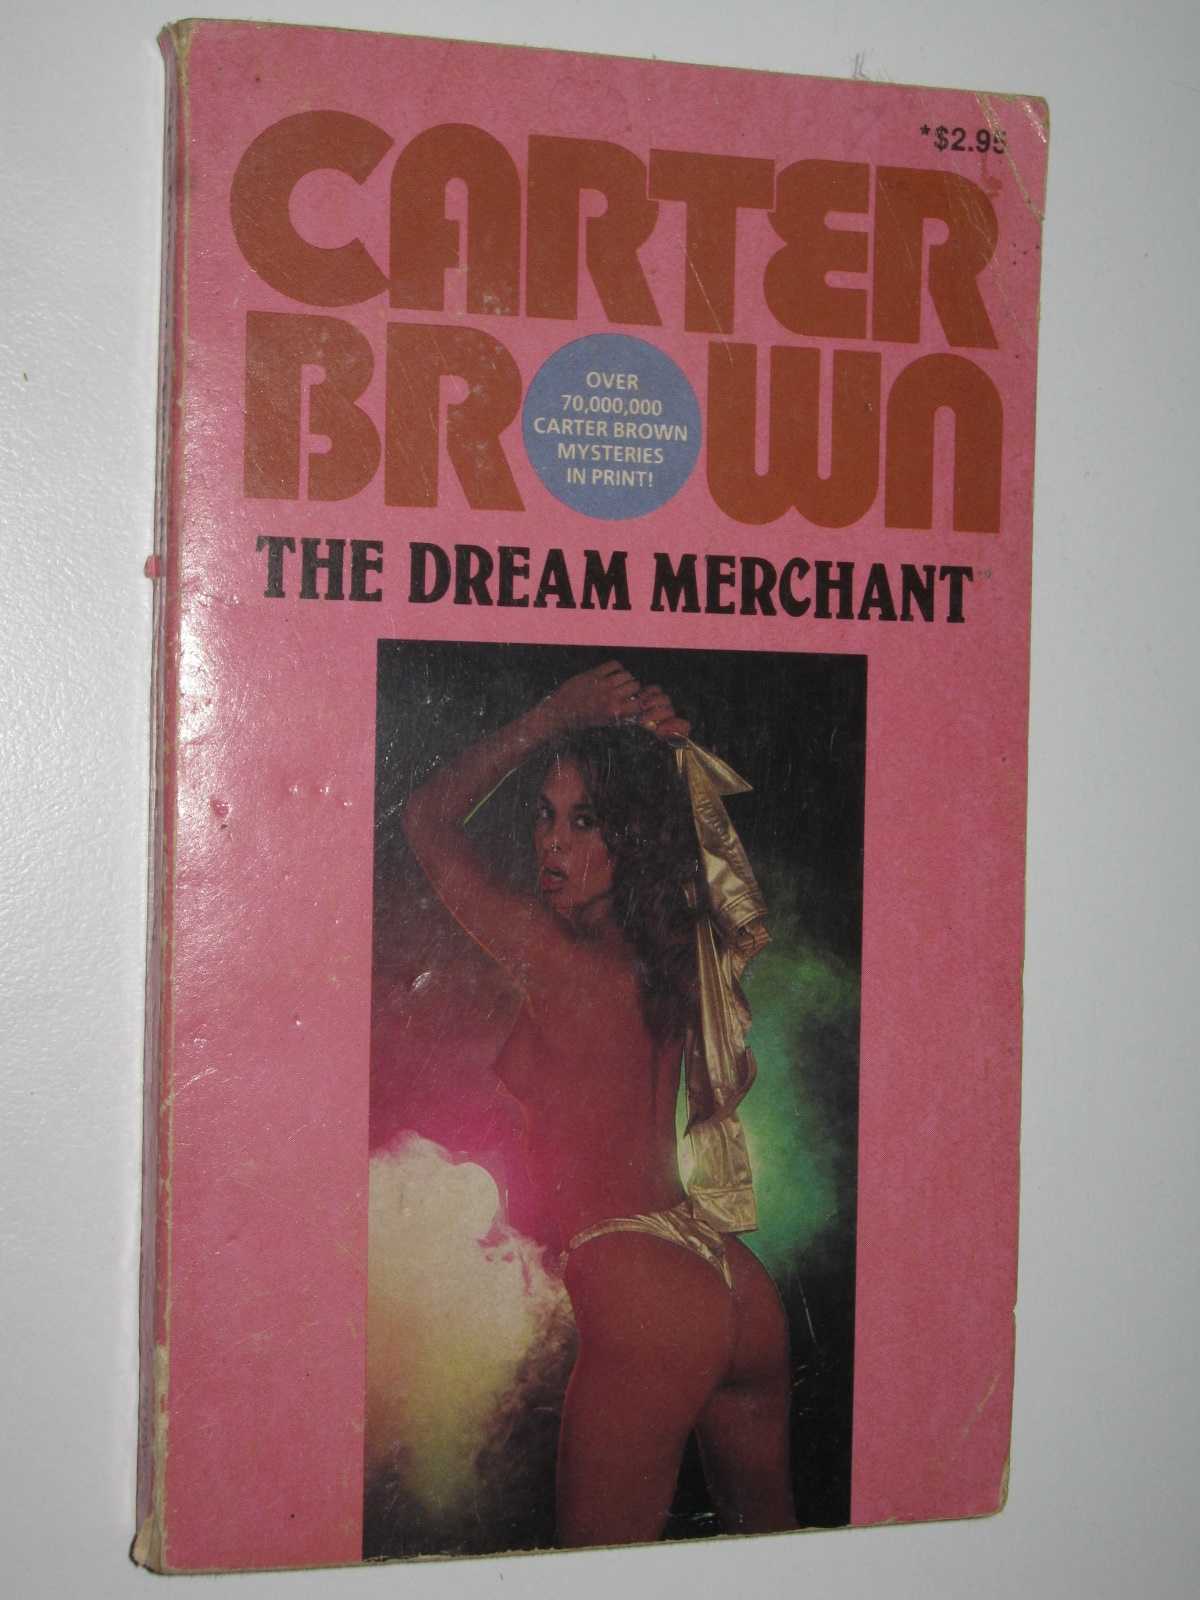 *$2.95
CARTER
BROWN
OVER
70,000,000
CARTER BROWN
MYSTERIES
IN PRINT!
THE DREAM MERCHANT